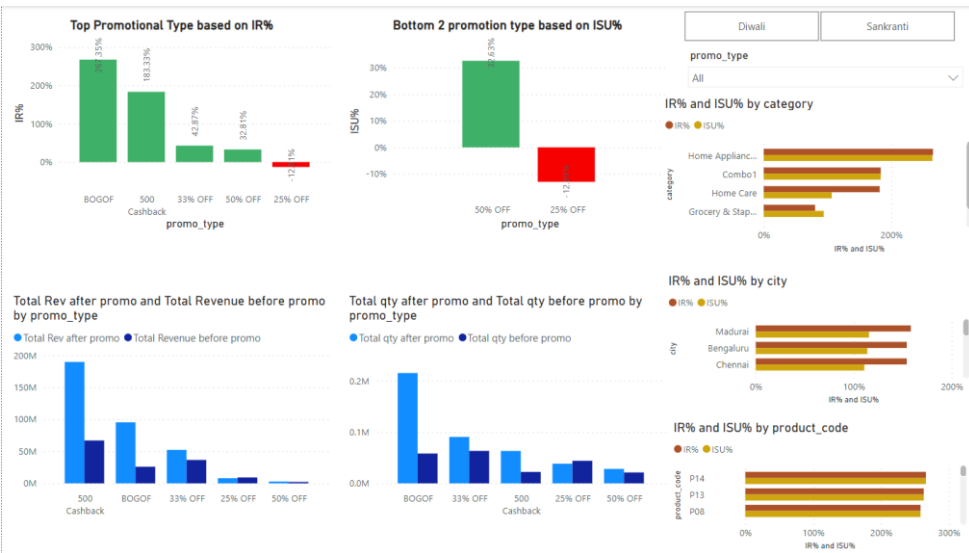 Top Promotional Type based on IR%
300%
200%
100%
0%
IR%
267.35%
183.33%
42.87%
32.81%
BOGOF
500 Cashback
33% OFF
50% OFF
25% OFF
promo_type
Bottom 2 promotion type based on ISU%
30%
20%
10%
0%
-10%
ISU%
50% OFF
25% OFF
promo_type
Diwali
Sankranti
promo_type
All
IR% and ISU% by category
IR% ISU%
category
Home Applianc...
Combo1
Home Care
Grocery & Stap...
0%
200%
IR% and ISU%
Total Rev after promo and Total Revenue before promo
by promo_type
Total Rev after promo Total Revenue before promo
200M
150M
100M
50M
0M
500 Cashback
BOGOF
33% OFF
25% OFF
50% OFF
Total qty after promo and Total qty before promo by
promo_type
Total qty after promo Total qty before promo
0.2M
0.1M
0.0M
BOGOF
33% OFF
500 Cashback
25% OFF
50% OFF
IR% and ISU% by city
IR% ISU%
city
Madurai
Bengaluru
Chennai
0%
100%
200%
IR% and ISU%
IR% and ISU% by product_code
IR% ISU%
product_code
P14
P13
P08
0%
100%
200%
300%
IR% and ISU%